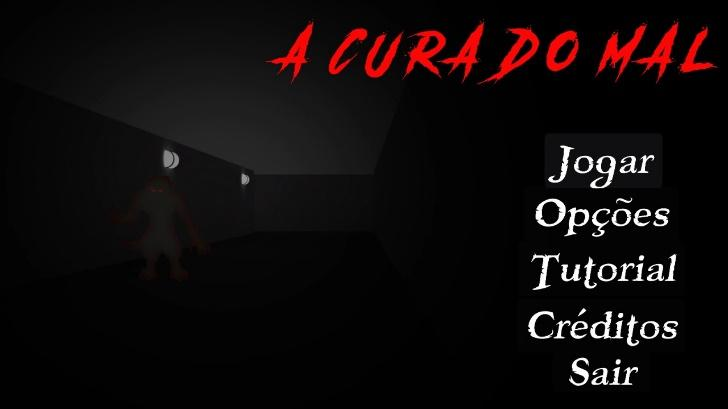 A CURA DO MAL
Jogar
Opções
Tutorial
Créditos
Sair